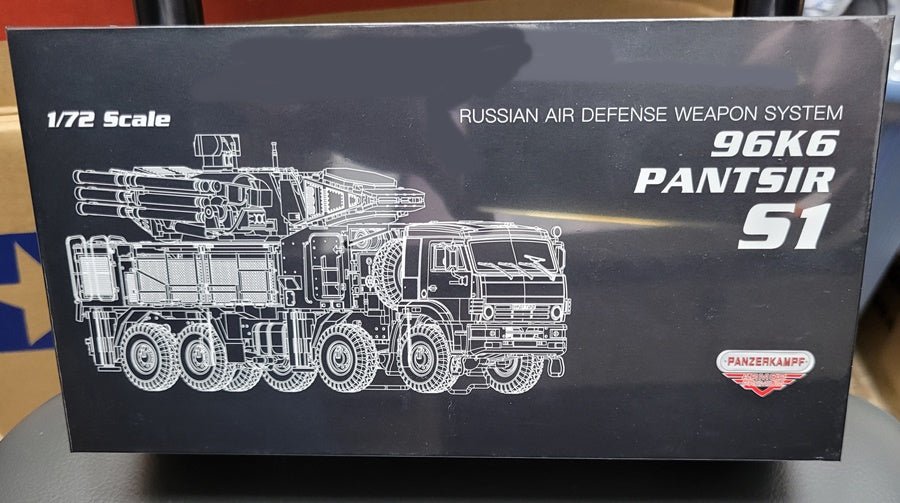 1/72 Scale
RUSSIAN AIR DEFENSE WEAPON SYSTEM
96K6
PANTSIR
S1
PANZERKAMPF